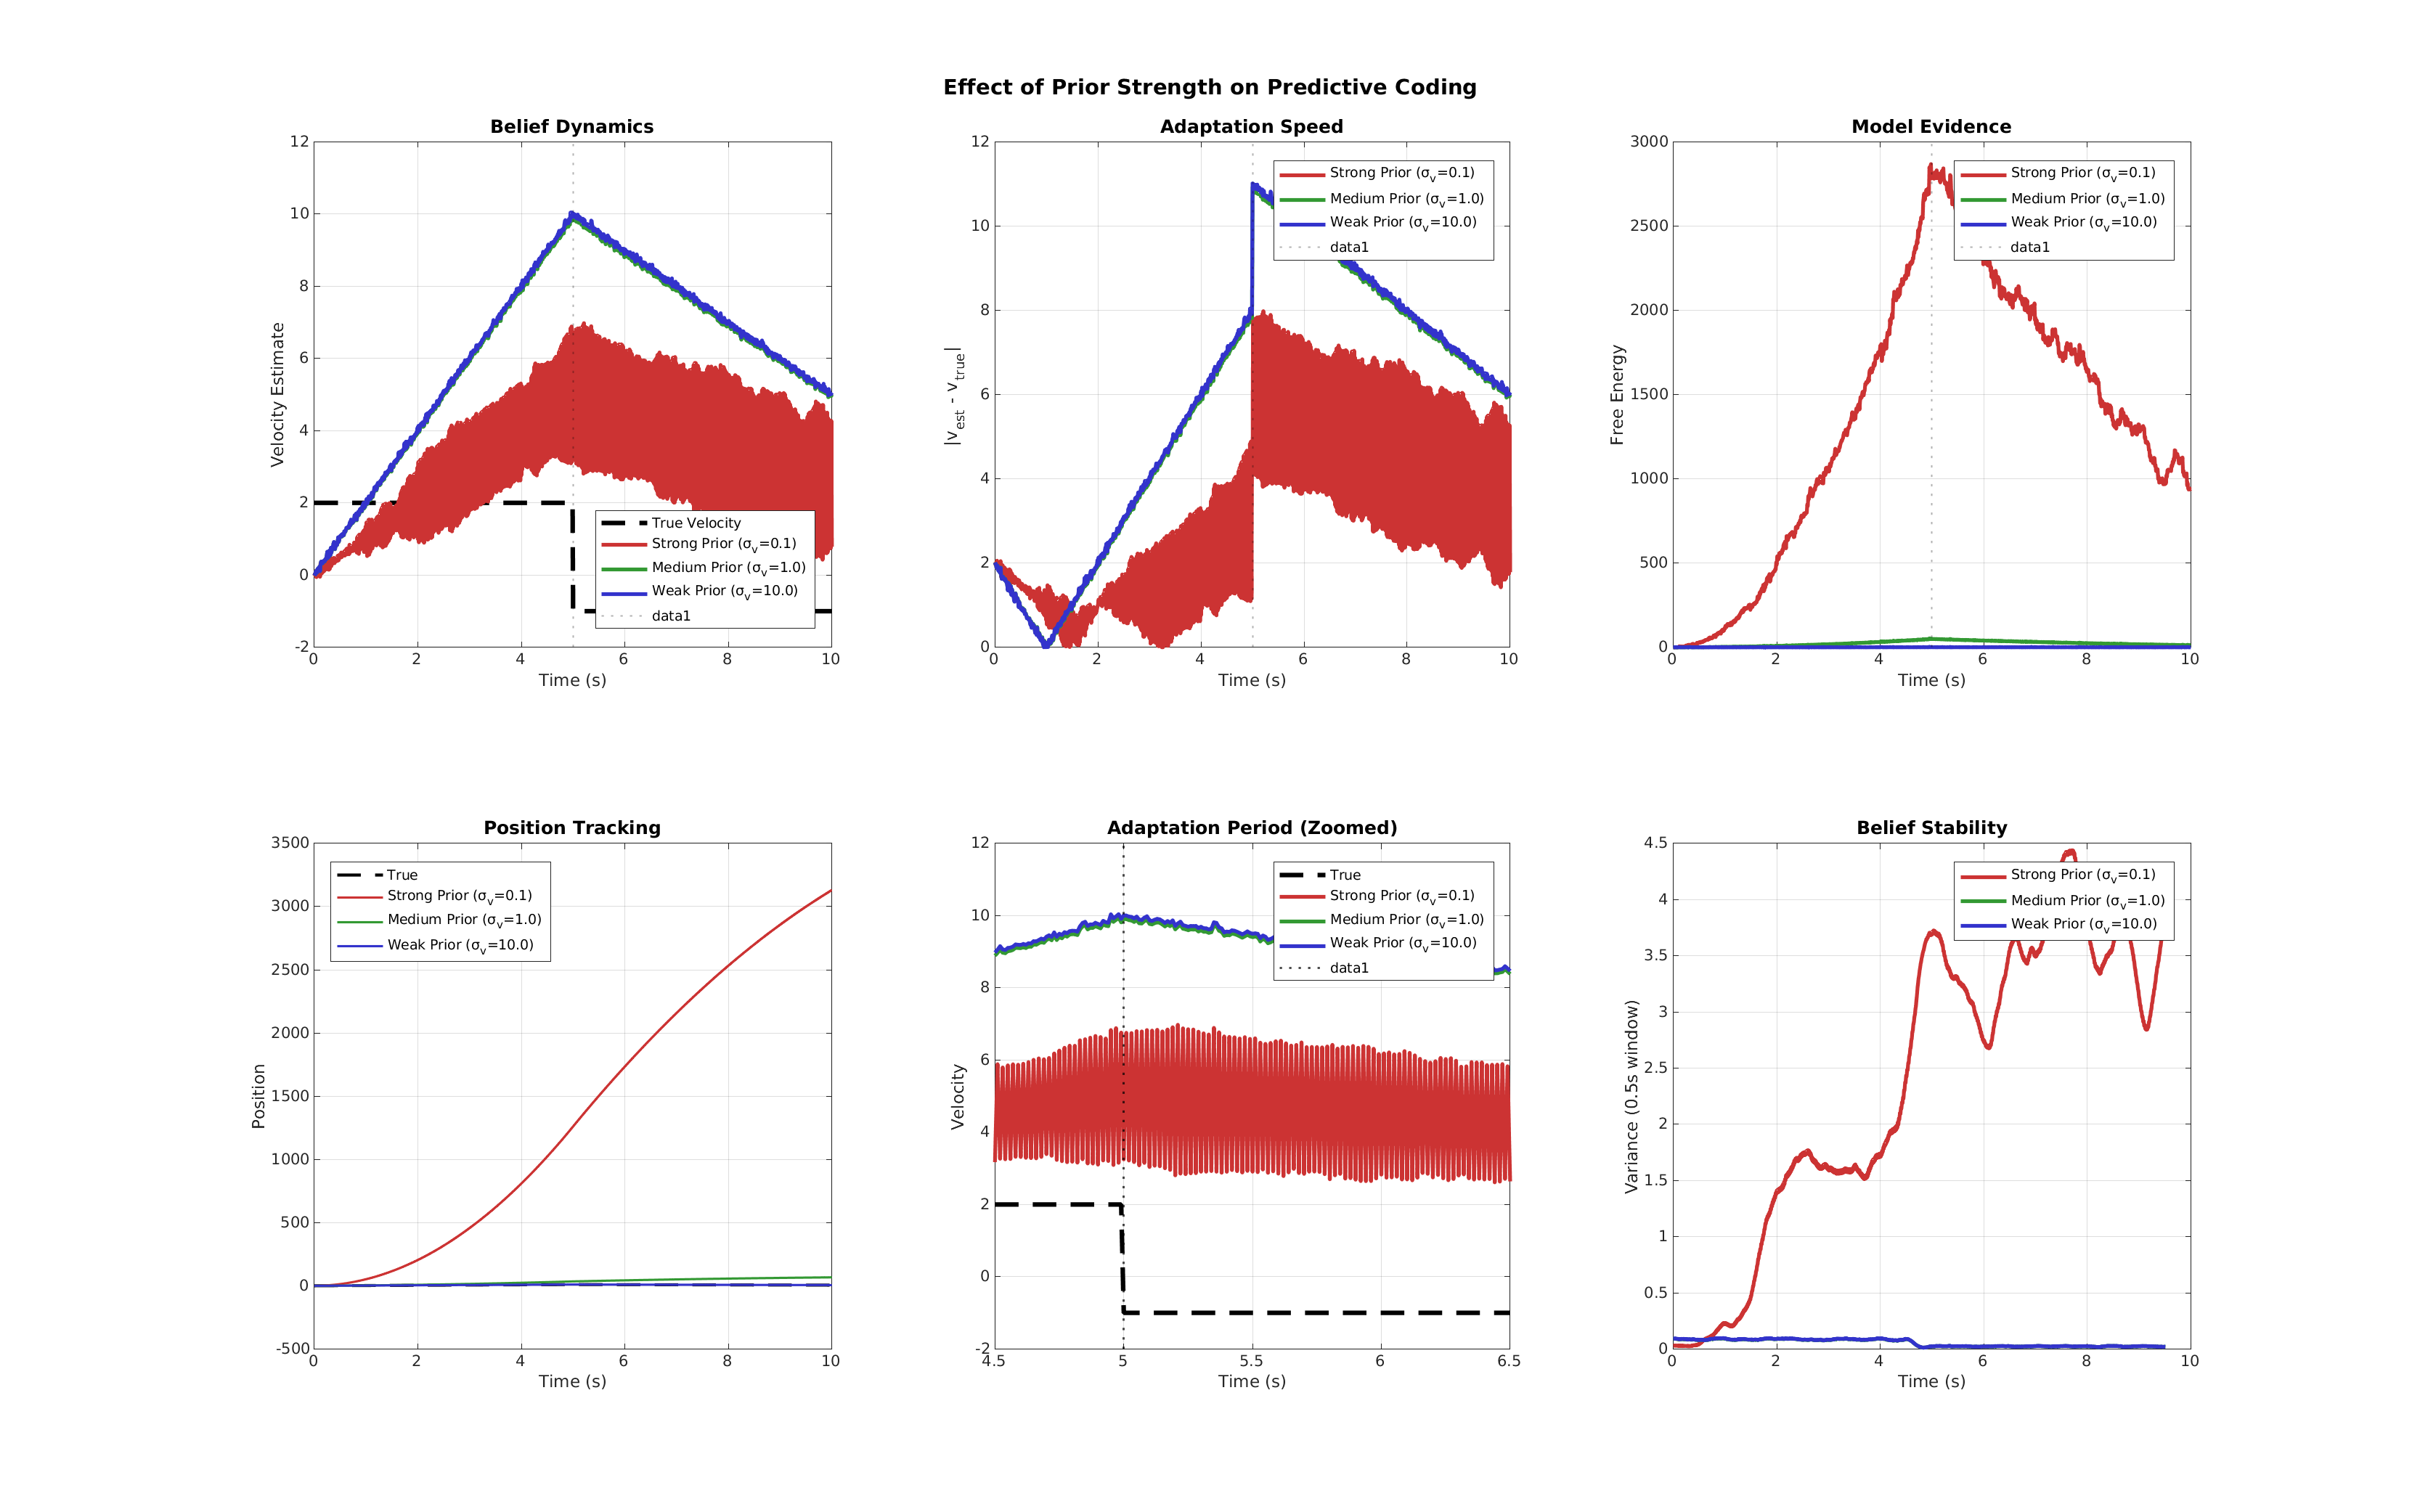 Effect of Prior Strength on Predictive Coding
Belief Dynamics
12
10
8
6
4
2
0
-2
0 2 4 6 8 10
Velocity Estimate
Time (s)
True Velocity
Strong Prior (σv=0.1)
Medium Prior (σv=1.0)
Weak Prior (σv=10.0)
data1
Adaptation Speed
12
10
8
6
4
2
0
0 2 4 6 8 10
|vest - vtrue|
Time (s)
Strong Prior (σv=0.1)
Medium Prior (σv=1.0)
Weak Prior (σv=10.0)
data1
Model Evidence
3000
2500
2000
1500
1000
500
0
0 2 4 6 8 10
Free Energy
Time (s)
Strong Prior (σv=0.1)
Medium Prior (σv=1.0)
Weak Prior (σv=10.0)
data1
Position Tracking
3500
3000
2500
2000
1500
1000
500
0
-500
0 2 4 6 8 10
Position
Time (s)
True
Strong Prior (σv=0.1)
Medium Prior (σv=1.0)
Weak Prior (σv=10.0)
Adaptation Period (Zoomed)
12
10
8
6
4
2
0
-2
4.5 5 5.5 6 6.5
Velocity
Time (s)
True
Strong Prior (σv=0.1)
Medium Prior (σv=1.0)
Weak Prior (σv=10.0)
data1
Belief Stability
4.5
4
3.5
3
2.5
2
1.5
1
0.5
0
0 2 4 6 8 10
Variance (0.5s window)
Time (s)
Strong Prior (σv=0.1)
Medium Prior (σv=1.0)
Weak Prior (σv=10.0)